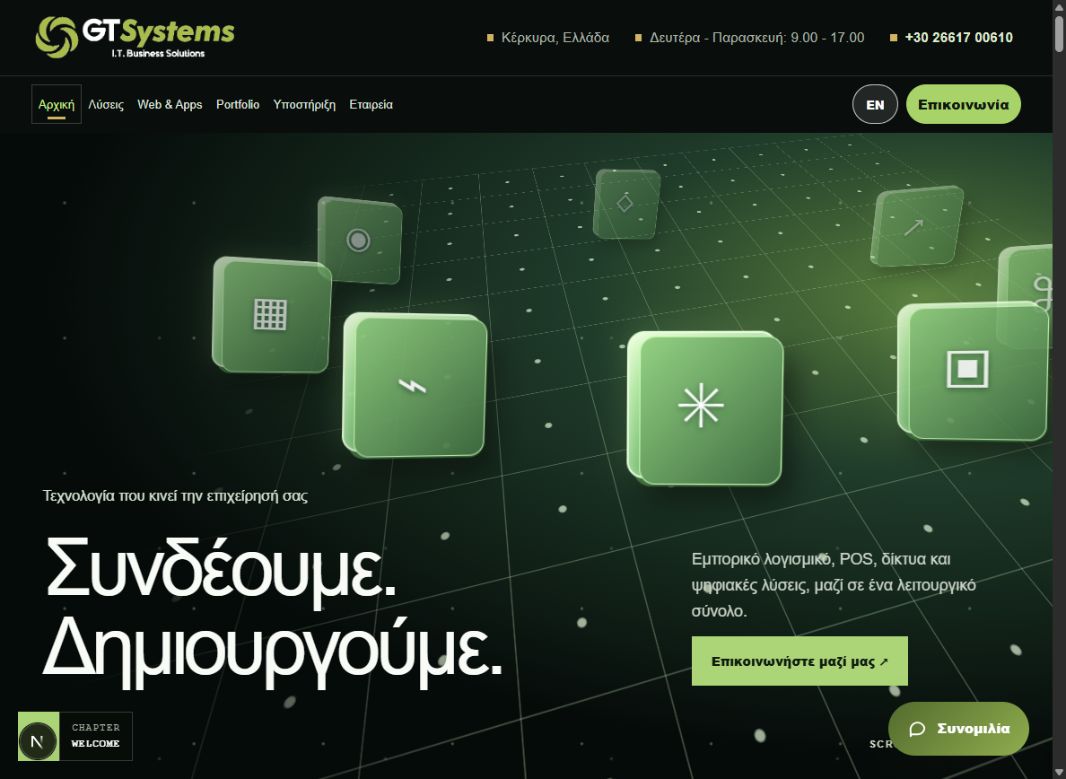 GTSystems
I.T. Business Solutions
Κέρκυρα, Ελλάδα
Δευτέρα - Παρασκευή: 9.00 - 17.00
+30 26617 00610
Αρχική
Λύσεις
Web & Apps
Portfolio
Υποστήριξη
Εταιρεία
EN
Επικοινωνία
Τεχνολογία που κινεί την επιχείρησή σας
Συνδέουμε.
Δημιουργούμε.
Εμπορικό λογισμικό, POS, δίκτυα και
ψηφιακές λύσεις, μαζί σε ένα λειτουργικό
σύνολο.
Επικοινωνήστε μαζί μας ↗
N
CHAPTER
WELCOME
SCR
Συνομιλία